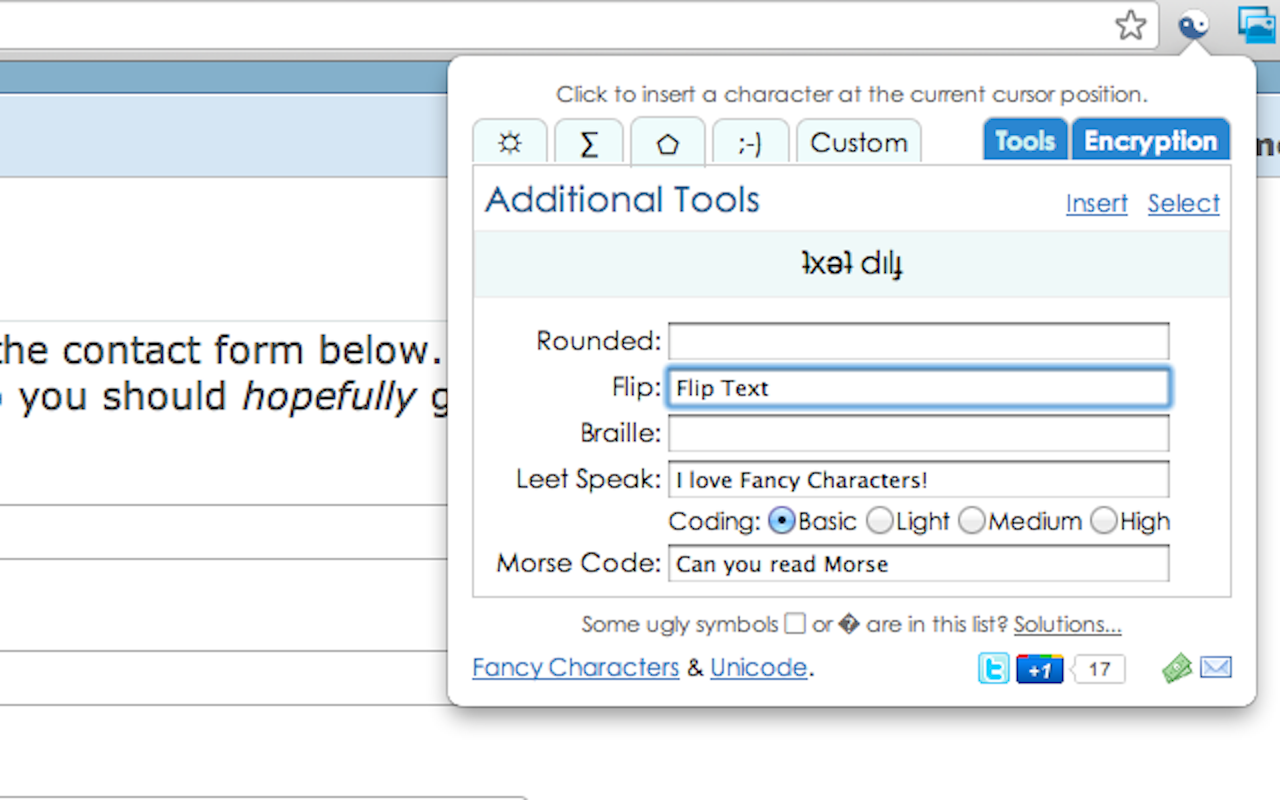 Click to insert a character at the current cursor position.
☼ ∑ ⬠ ;-) Custom Tools Encryption
Additional Tools Insert Select
ʇxǝʇ dılɟ
Rounded:
the contact form below.
Flip: Flip Text
you should hopefully g
Braille:
Leet Speak: I love Fancy Characters!
Coding: Basic Light Medium High
Morse Code: Can you read Morse
Some ugly symbols □ or � are in this list? Solutions...
Fancy Characters & Unicode. +1 17